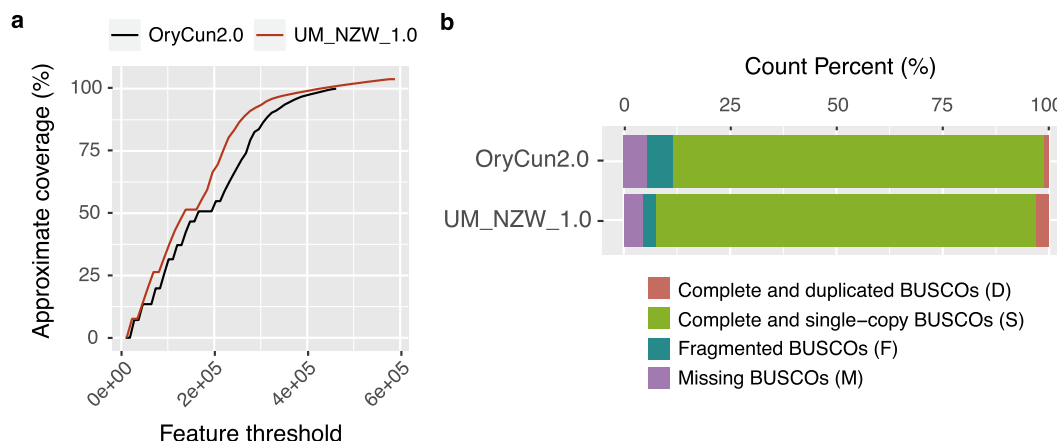 a
OryCun2.0
UM_NZW_1.0
Approximate coverage (%)
100
75
50
25
0
0e+00
2e+05
4e+05
6e+05
Feature threshold
b
Count Percent (%)
0
25
50
75
100
OryCun2.0
UM_NZW_1.0
Complete and duplicated BUSCOs (D)
Complete and single−copy BUSCOs (S)
Fragmented BUSCOs (F)
Missing BUSCOs (M)